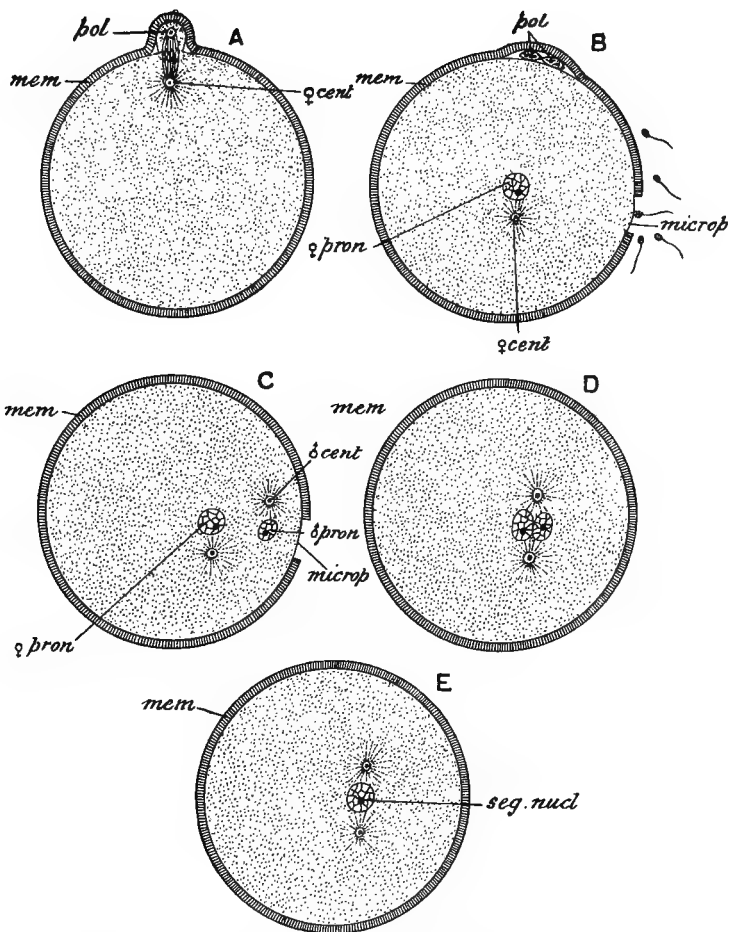 pol
A
mem
♀cent
pol
B
mem
microp
♀pron
♀cent
C
mem
♂cent
♂pron
microp
♀pron
D
mem
E
mem
seg.nucl